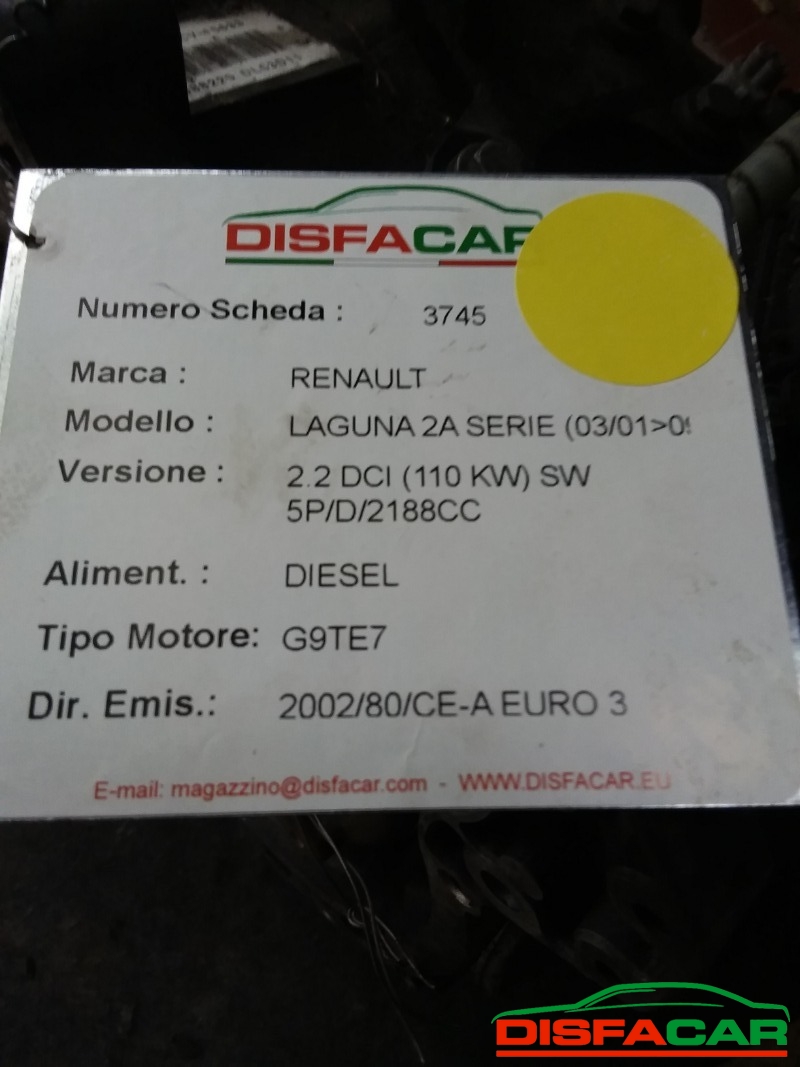 DISFACAR
Numero Scheda : 3745
Marca : RENAULT
Modello : LAGUNA 2A SERIE (03/01>0
Versione : 2.2 DCI (110 KW) SW
5P/D/2188CC
Aliment. : DIESEL
Tipo Motore: G9TE7
Dir. Emis.: 2002/80/CE-A EURO 3
E-mail: magazzino@disfacar.com - WWW.DISFACAR.EU
DISFACAR